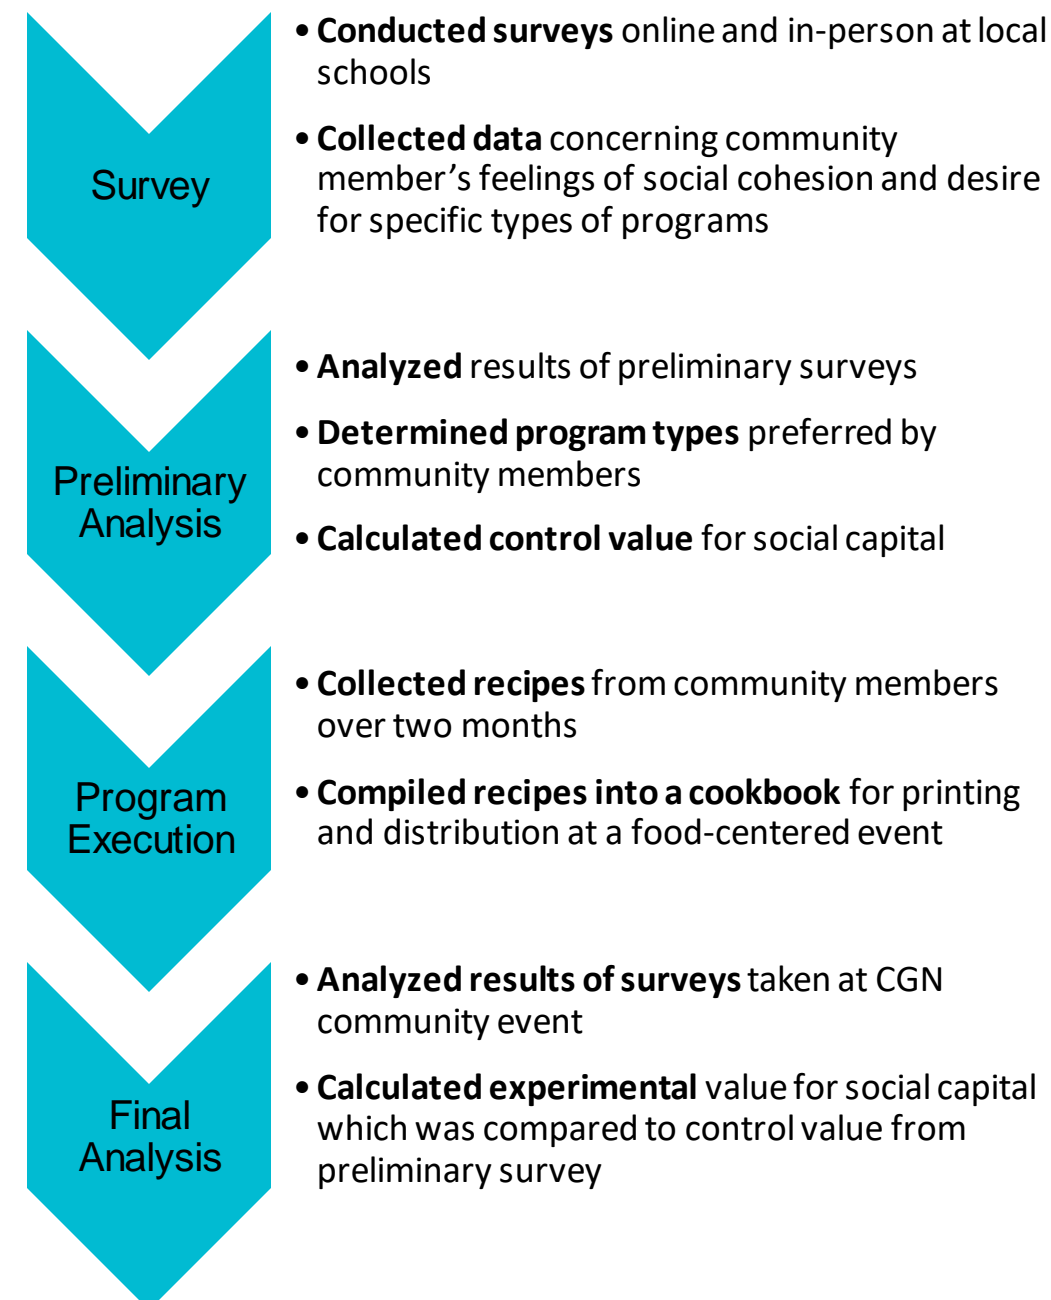 Survey
• Conducted surveys online and in-person at local
schools
• Collected data concerning community
member’s feelings of social cohesion and desire
for specific types of programs
Preliminary
Analysis
• Analyzed results of preliminary surveys
• Determined program types preferred by
community members
• Calculated control value for social capital
Program
Execution
• Collected recipes from community members
over two months
• Compiled recipes into a cookbook for printing
and distribution at a food-centered event
Final
Analysis
• Analyzed results of surveys taken at CGN
community event
• Calculated experimental value for social capital
which was compared to control value from
preliminary survey